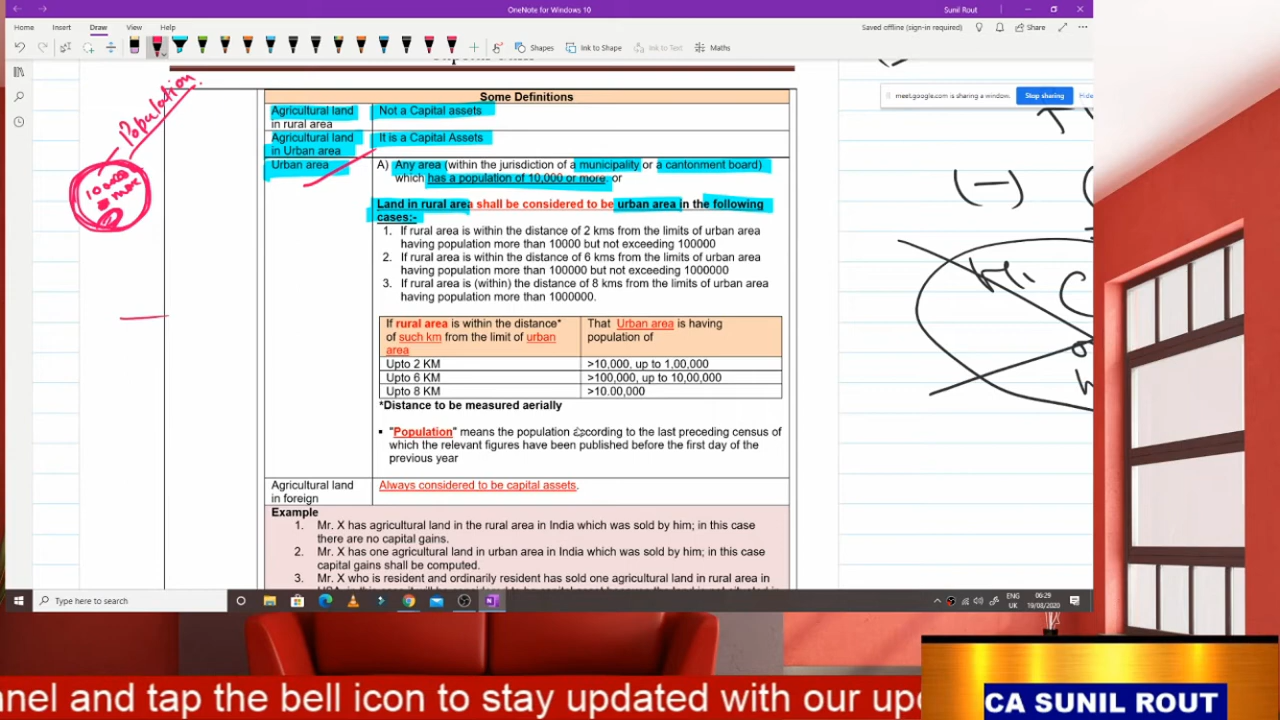 OneNote for Windows 10
Sunil Rout
Home Insert Draw View Help
Saved offline (sign-in required)
Share
Shapes
Ink to Shape
Ink to Text
Maths
meet.google.com is sharing a window.
Stop sharing
Hide
Population
10000
more
Some Definitions
Agricultural land
in rural area
Not a Capital assets
Agricultural land
in Urban area
It is a Capital Assets
Urban area
A) Any area (within the jurisdiction of a municipality or a cantonment board)
which has a population of 10,000 or more, or
Land in rural area shall be considered to be urban area in the following
cases:-
1. If rural area is within the distance of 2 kms from the limits of urban area
having population more than 10000 but not exceeding 100000
2. If rural area is within the distance of 6 kms from the limits of urban area
having population more than 100000 but not exceeding 1000000
3. If rural area is (within) the distance of 8 kms from the limits of urban area
having population more than 1000000.
If rural area is within the distance*
of such km from the limit of urban
area
That Urban area is having
population of
Upto 2 KM >10,000, up to 1,00,000
Upto 6 KM >100,000, up to 10,00,000
Upto 8 KM >10.00,000
*Distance to be measured aerially
▪ "Population" means the population according to the last preceding census of
which the relevant figures have been published before the first day of the
previous year
Agricultural land
in foreign
Always considered to be capital assets.
Example
1. Mr. X has agricultural land in the rural area in India which was sold by him; in this case
there are no capital gains.
2. Mr. X has one agricultural land in urban area in India which was sold by him; in this case
capital gains shall be computed.
3. Mr. X who is resident and ordinarily resident has sold one agricultural land in rural area in
(-)
Type here to search
ENG
UK
06:29
19/08/2020
nnel and tap the bell icon to stay updated with our up
CA SUNIL ROUT